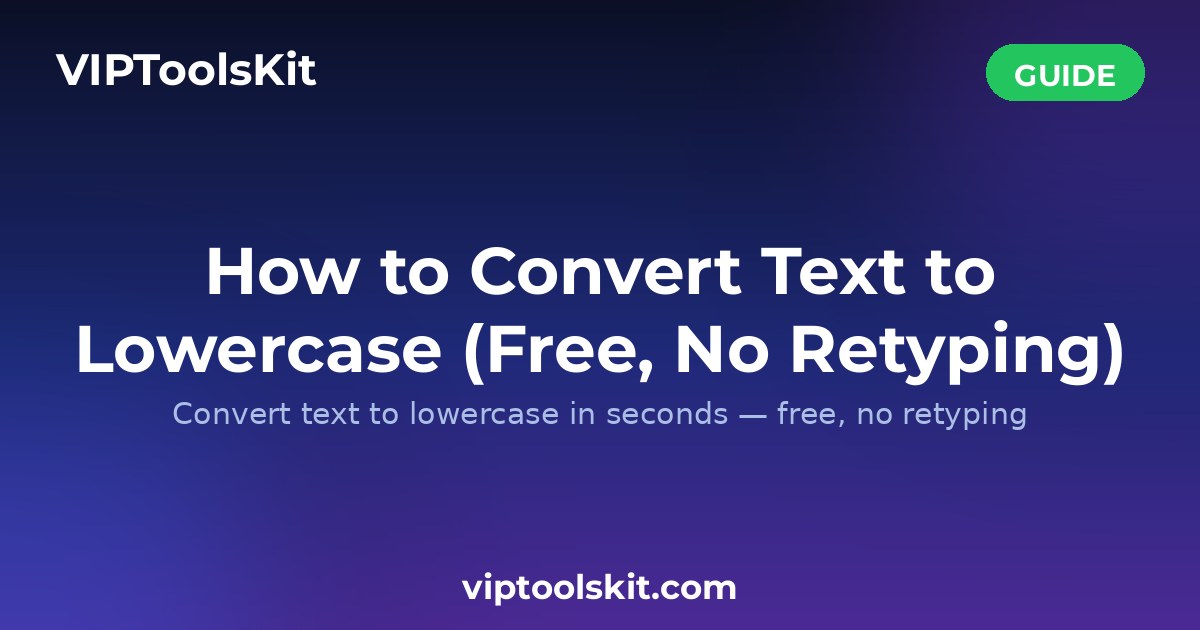 VIPToolsKit
GUIDE
How to Convert Text to
Lowercase (Free, No Retyping)
Convert text to lowercase in seconds — free, no retyping
viptoolskit.com